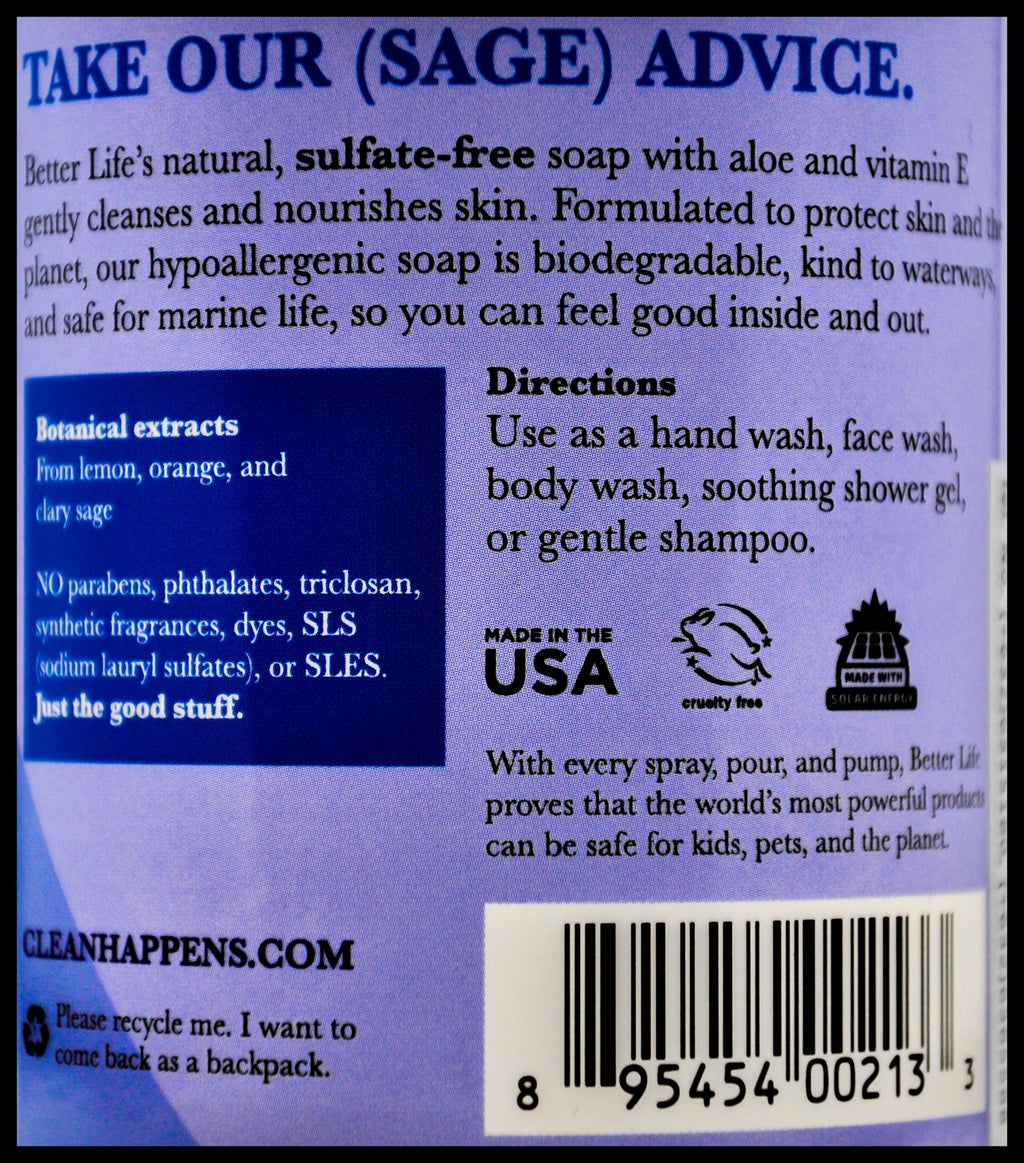 TAKE OUR (SAGE) ADVICE.
Better Life's natural, sulfate-free soap with aloe and vitamin E
gently cleanses and nourishes skin. Formulated to protect skin and the
planet, our hypoallergenic soap is biodegradable, kind to waterways,
and safe for marine life, so you can feel good inside and out.
Botanical extracts
From lemon, orange, and
clary sage
NO parabens, phthalates, triclosan,
synthetic fragrances, dyes, SLS
(sodium lauryl sulfates), or SLES.
Just the good stuff.
Directions
Use as a hand wash, face wash,
body wash, soothing shower gel,
or gentle shampoo.
MADE IN THE
USA
cruelty free
MADE WITH
SOLAR ENERGY
With every spray, pour, and pump, Better Life
proves that the world's most powerful products
can be safe for kids, pets, and the planet.
CLEANHAPPENS.COM
Please recycle me. I want to
come back as a backpack.
8 95454 00213 3